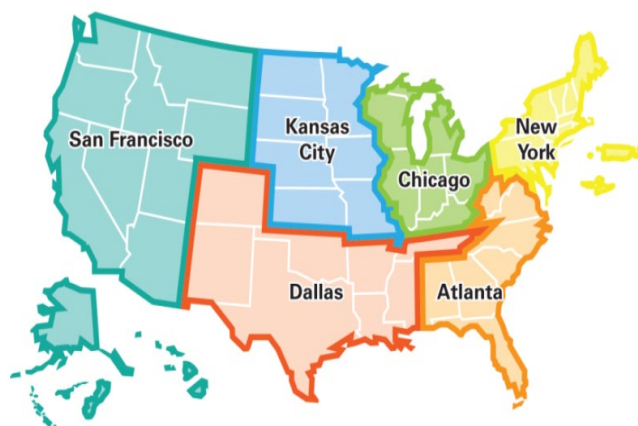 San Francisco
Kansas
City
Chicago
New
York
Dallas
Atlanta